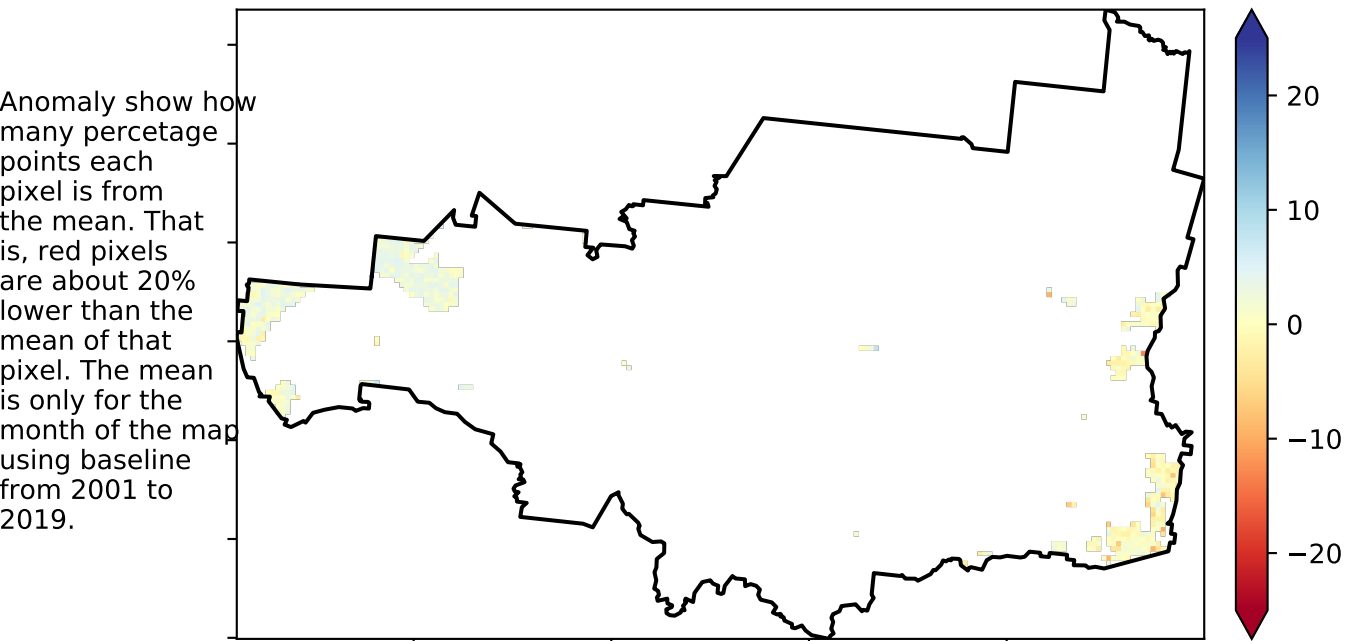 Anomaly show how
many percetage
points each
pixel is from
the mean. That
is, red pixels
are about 20%
lower than the
mean of that
pixel. The mean
is only for the
month of the map
using baseline
from 2001 to
2019.
20
10
0
−10
−20